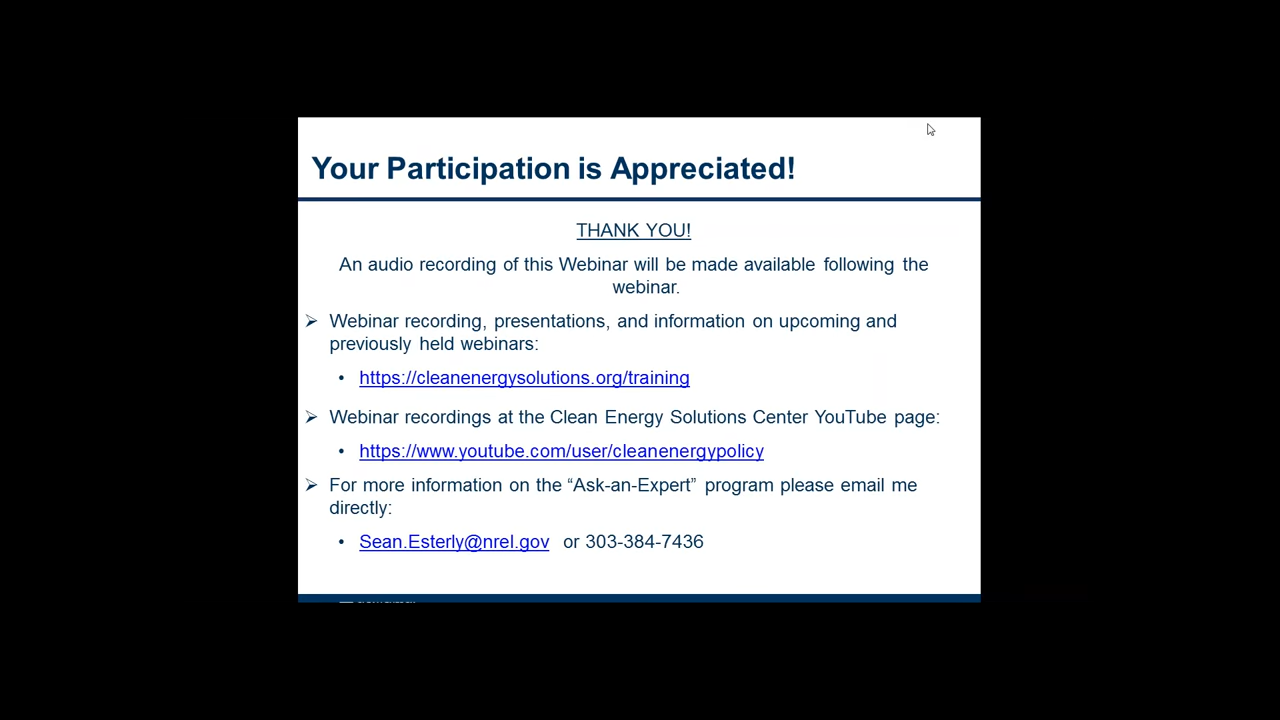 Your Participation is Appreciated!
THANK YOU!
An audio recording of this Webinar will be made available following the
webinar.
➢ Webinar recording, presentations, and information on upcoming and
previously held webinars:
• https://cleanenergysolutions.org/training
➢ Webinar recordings at the Clean Energy Solutions Center YouTube page:
• https://www.youtube.com/user/cleanenergypolicy
➢ For more information on the “Ask-an-Expert” program please email me
directly:
• Sean.Esterly@nrel.gov or 303-384-7436